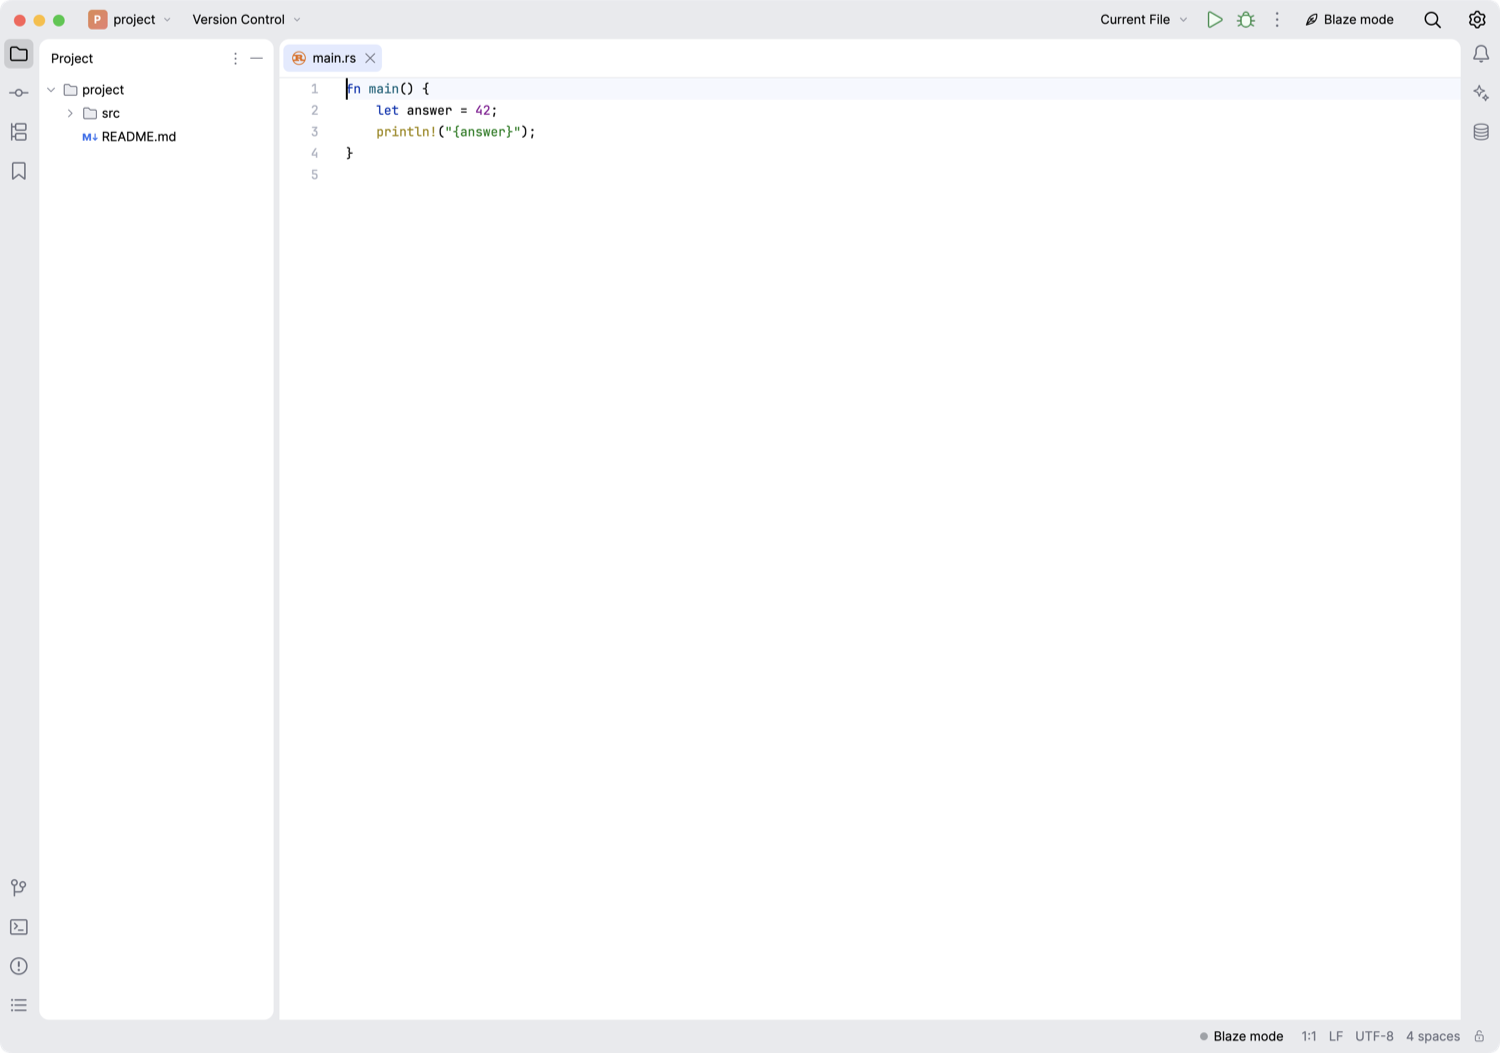 P project Version Control Current File Blaze mode
Project
main.rs
project
src
M↓ README.md
1 fn main() {
2     let answer = 42;
3     println!("{answer}");
4 }
5
Blaze mode 1:1 LF UTF-8 4 spaces